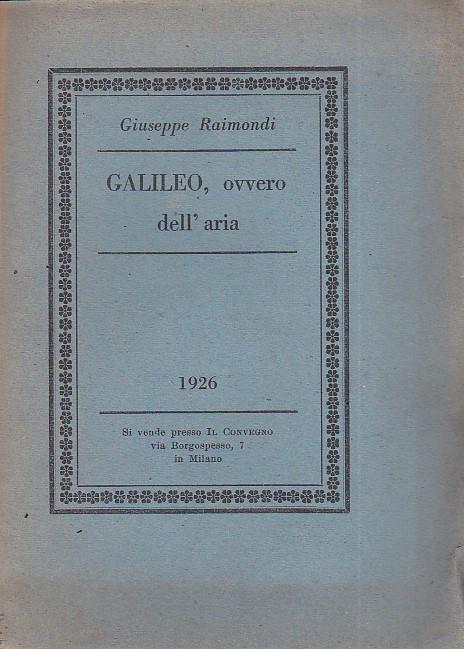 Giuseppe Raimondi
GALILEO, ovvero
dell' aria
1926
Si vende presso IL CONVEGNO
via Borgospesso, 7
in Milano